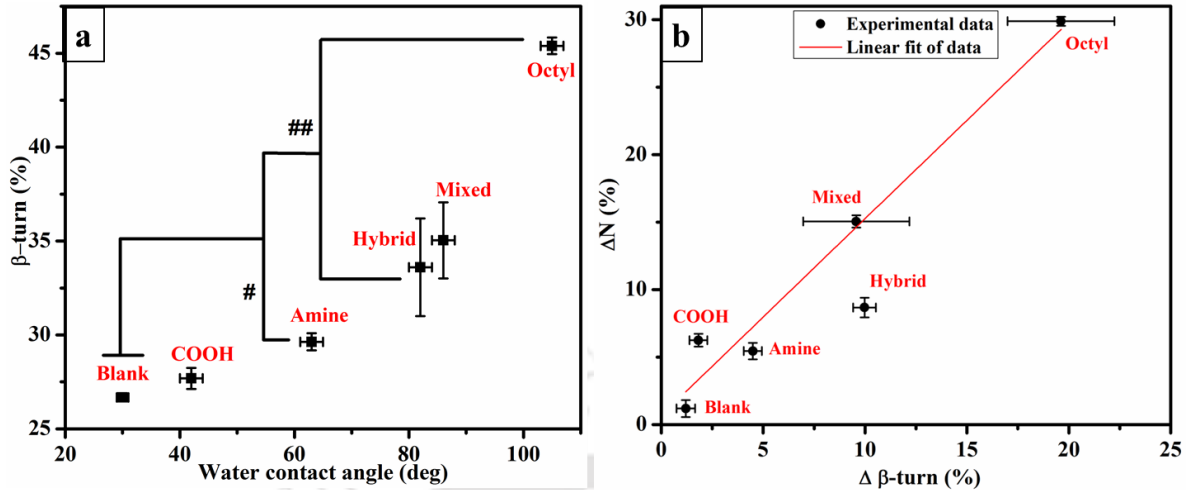 a
β−turn (%)
45
40
35
30
25
##
#
Octyl
Mixed
Hybrid
Amine
COOH
Blank
20 40 60 80 100
Water contact angle (deg)
b
ΔN (%)
30
20
10
0
Experimental data
Linear fit of data
Octyl
Mixed
Hybrid
COOH
Amine
Blank
0 5 10 15 20 25
Δ β-turn (%)